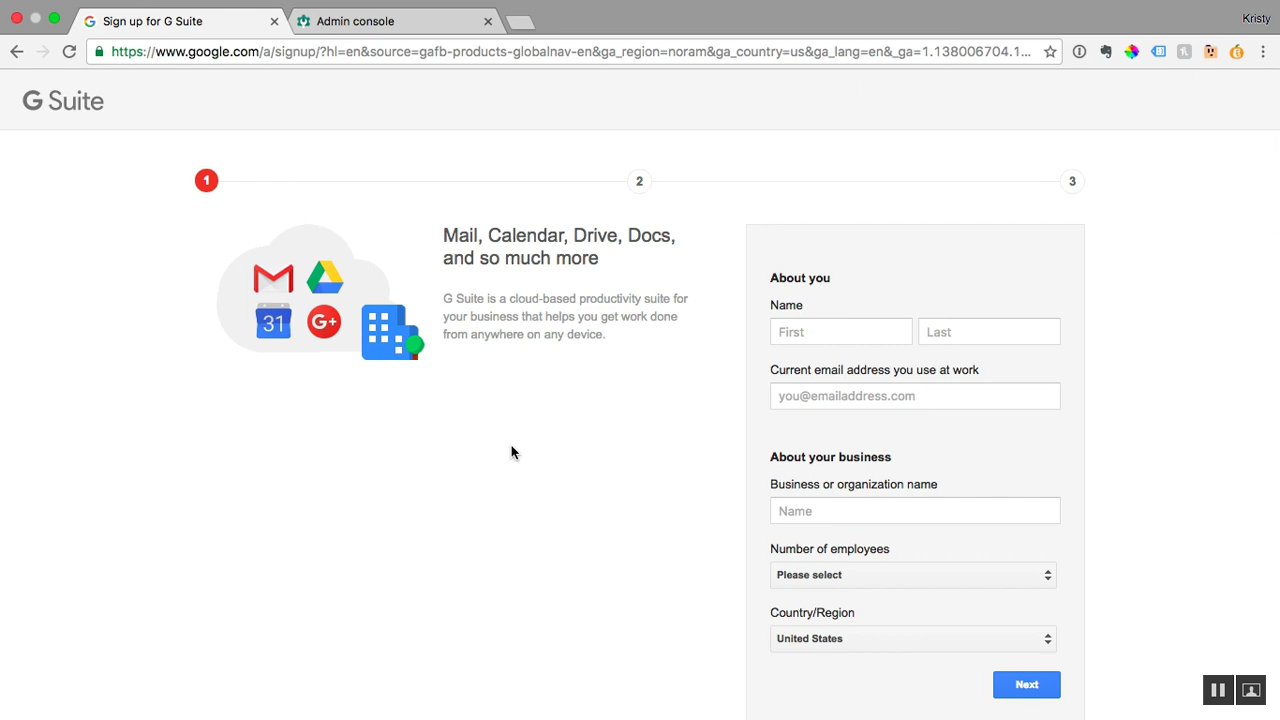 Sign up for G Suite
Admin console
Kristy
https://www.google.com/a/signup/?hl=en&source=gafb-products-globalnav-en&ga_region=noram&ga_country=us&ga_lang=en&_ga=1.138006704.1...
G Suite
1
2
3
Mail, Calendar, Drive, Docs,
and so much more
G Suite is a cloud-based productivity suite for
your business that helps you get work done
from anywhere on any device.
31
G+
About you
Name
First
Last
Current email address you use at work
you@emailaddress.com
About your business
Business or organization name
Name
Number of employees
Please select
Country/Region
United States
Next